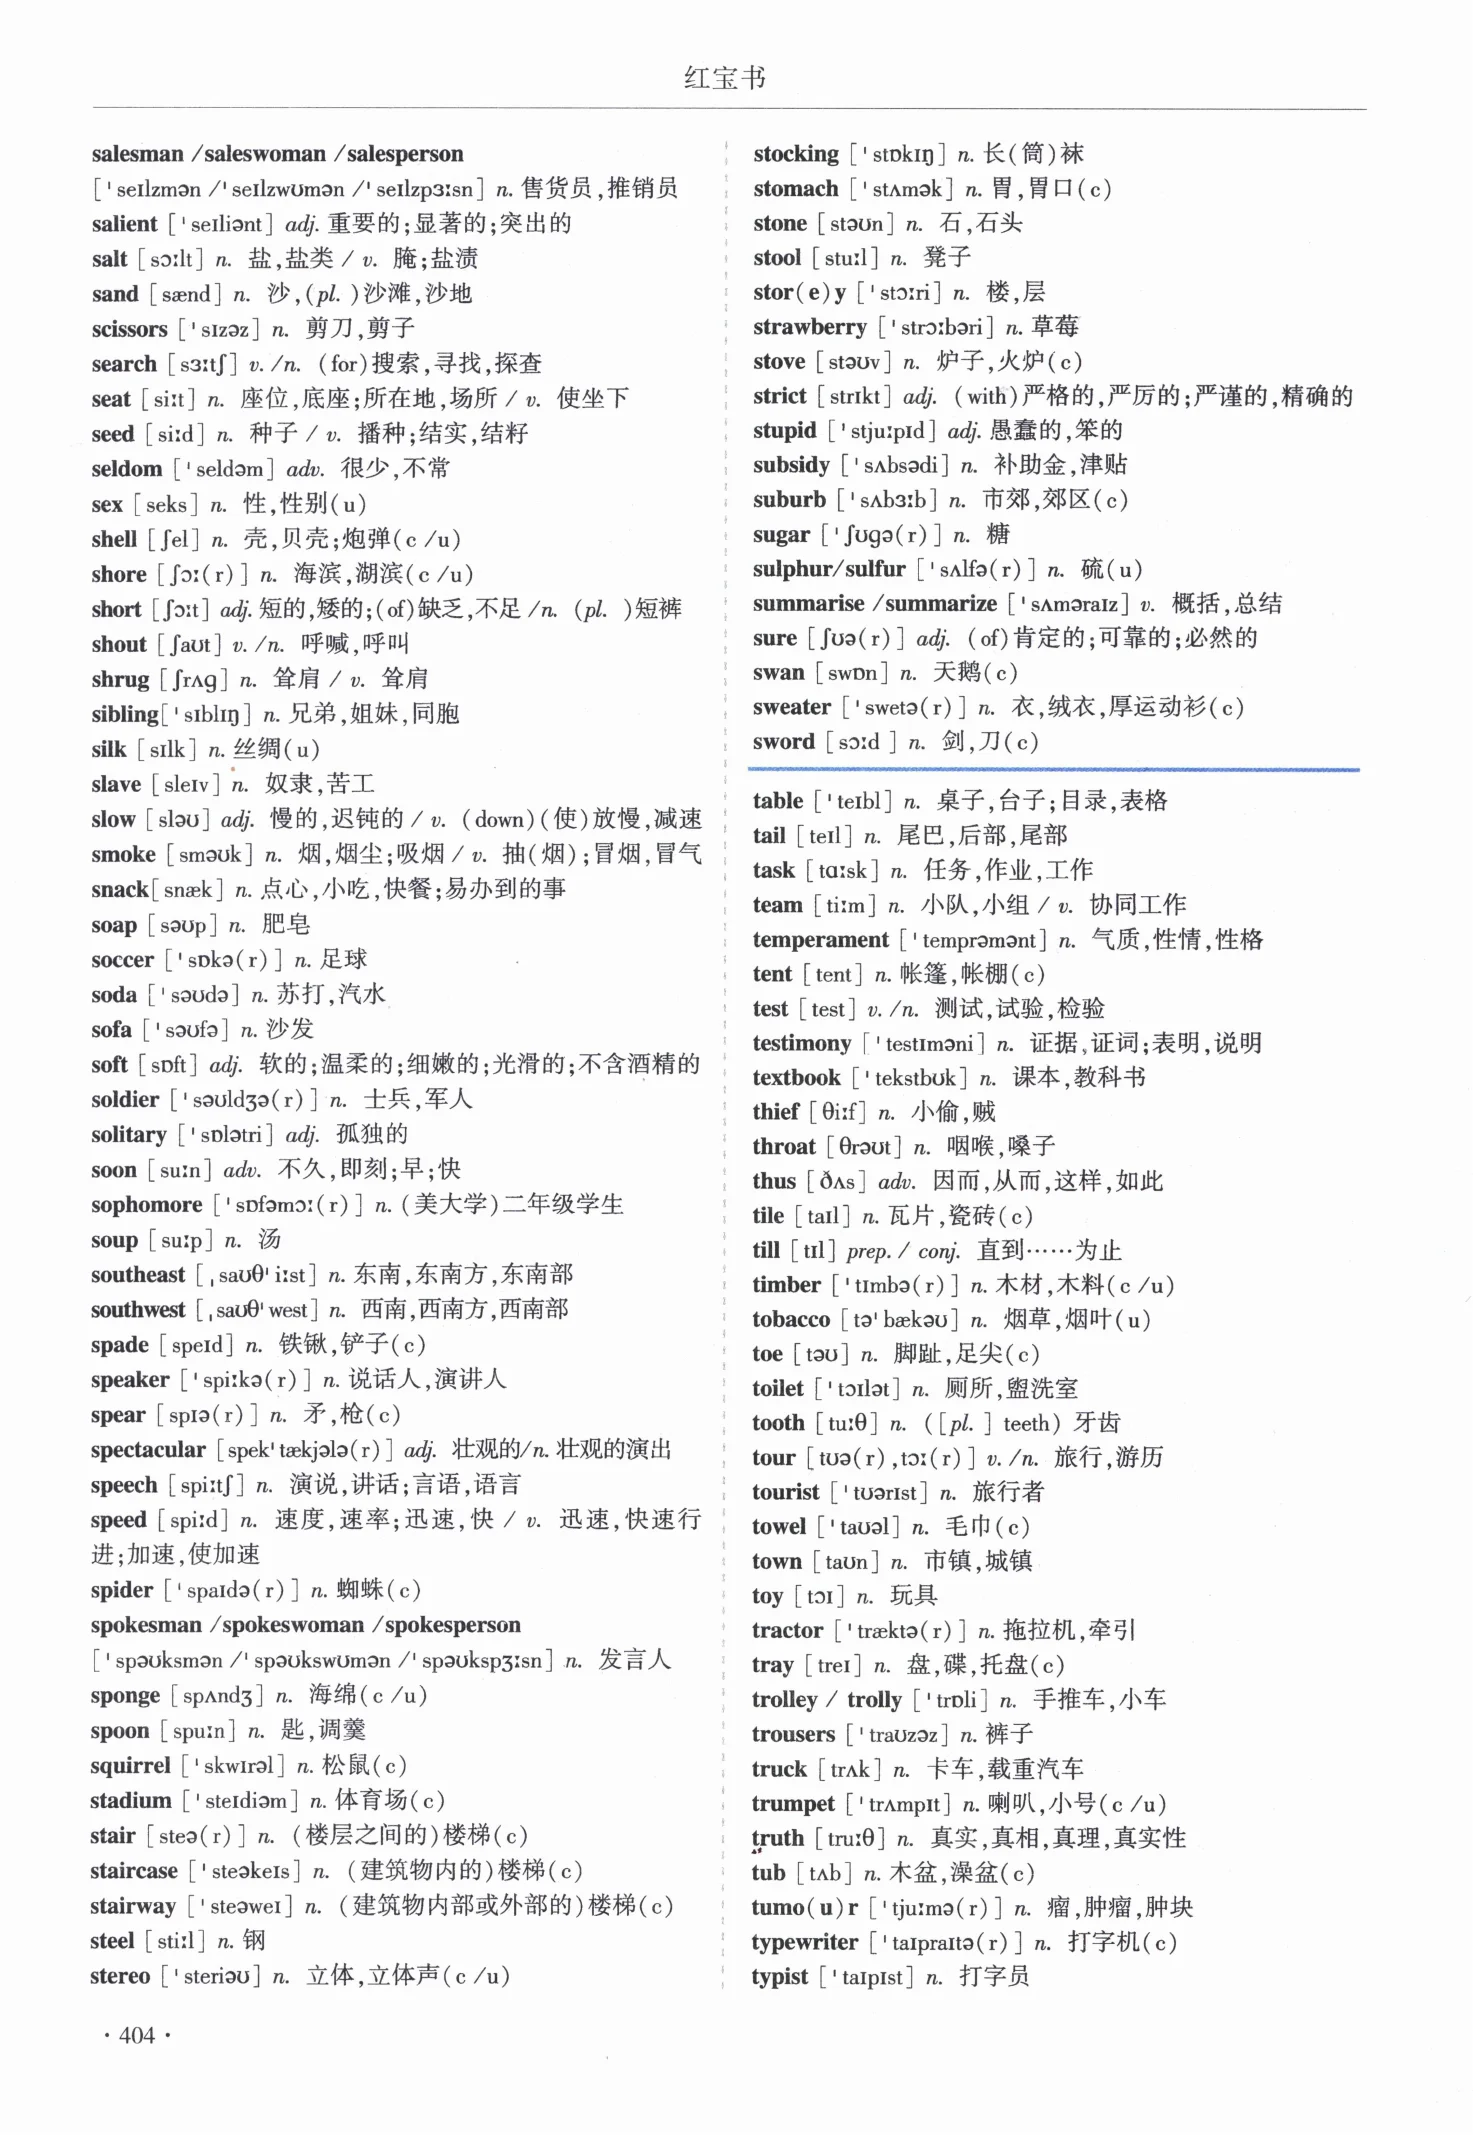 红宝书
salesman /saleswoman /salesperson
[ˈseɪlzmən /ˈseɪlzwʊmən /ˈseɪlzpɜːsn] n. 售货员,推销员
salient [ˈseɪliənt] adj. 重要的;显著的;突出的
salt [sɔːlt] n. 盐,盐类 / v. 腌;盐渍
sand [sænd] n. 沙,(pl. )沙滩,沙地
scissors [ˈsɪzəz] n. 剪刀,剪子
search [sɜːtʃ] v. /n. (for)搜索,寻找,探查
seat [siːt] n. 座位,底座;所在地,场所 / v. 使坐下
seed [siːd] n. 种子 / v. 播种;结实,结籽
seldom [ˈseldəm] adv. 很少,不常
sex [seks] n. 性,性别(u)
shell [ʃel] n. 壳,贝壳;炮弹(c /u)
shore [ʃɔː(r)] n. 海滨,湖滨(c /u)
short [ʃɔːt] adj. 短的,矮的;(of)缺乏,不足 /n. (pl. )短裤
shout [ʃaʊt] v. /n. 呼喊,呼叫
shrug [ʃrʌg] n. 耸肩 / v. 耸肩
sibling[ˈsɪblɪŋ] n. 兄弟,姐妹,同胞
silk [sɪlk] n. 丝绸(u)
slave [sleɪv] n. 奴隶,苦工
slow [sləʊ] adj. 慢的,迟钝的 / v. (down)(使)放慢,减速
smoke [sməʊk] n. 烟,烟尘;吸烟 / v. 抽(烟);冒烟,冒气
snack[snæk] n. 点心,小吃,快餐;易办到的事
soap [səʊp] n. 肥皂
soccer [ˈsɒkə(r)] n. 足球
soda [ˈsəʊdə] n. 苏打,汽水
sofa [ˈsəʊfə] n. 沙发
soft [sɒft] adj. 软的;温柔的;细嫩的;光滑的;不含酒精的
soldier [ˈsəʊldʒə(r)] n. 士兵,军人
solitary [ˈsɒlətri] adj. 孤独的
soon [suːn] adv. 不久,即刻;早;快
sophomore [ˈsɒfəmɔː(r)] n. (美大学)二年级学生
soup [suːp] n. 汤
southeast [ˌsaʊθˈiːst] n. 东南,东南方,东南部
southwest [ˌsaʊθˈwest] n. 西南,西南方,西南部
spade [speɪd] n. 铁锹,铲子(c)
speaker [ˈspiːkə(r)] n. 说话人,演讲人
spear [spɪə(r)] n. 矛,枪(c)
spectacular [spekˈtækjələ(r)] adj. 壮观的/n. 壮观的演出
speech [spiːtʃ] n. 演说,讲话;言语,语言
speed [spiːd] n. 速度,速率;迅速,快 / v. 迅速,快速行
进;加速,使加速
spider [ˈspaɪdə(r)] n. 蜘蛛(c)
spokesman /spokeswoman /spokesperson
[ˈspəʊksmən /ˈspəʊkswʊmən /ˈspəʊkspʒːsn] n. 发言人
sponge [spʌndʒ] n. 海绵(c /u)
spoon [spuːn] n. 匙,调羹
squirrel [ˈskwɪrəl] n. 松鼠(c)
stadium [ˈsteɪdiəm] n. 体育场(c)
stair [steə(r)] n. (楼层之间的)楼梯(c)
staircase [ˈsteəkeɪs] n. (建筑物内的)楼梯(c)
stairway [ˈsteəweɪ] n. (建筑物内部或外部的)楼梯(c)
steel [stiːl] n. 钢
stereo [ˈsteriəʊ] n. 立体,立体声(c /u)
stocking [ˈstɒkɪŋ] n. 长(筒)袜
stomach [ˈstʌmək] n. 胃,胃口(c)
stone [stəʊn] n. 石,石头
stool [stuːl] n. 凳子
stor(e)y [ˈstɔːri] n. 楼,层
strawberry [ˈstrɔːbəri] n. 草莓
stove [stəʊv] n. 炉子,火炉(c)
strict [strɪkt] adj. (with)严格的,严厉的;严谨的,精确的
stupid [ˈstjuːpɪd] adj. 愚蠢的,笨的
subsidy [ˈsʌbsədi] n. 补助金,津贴
suburb [ˈsʌbɜːb] n. 市郊,郊区(c)
sugar [ˈʃʊgə(r)] n. 糖
sulphur/sulfur [ˈsʌlfə(r)] n. 硫(u)
summarise /summarize [ˈsʌməraɪz] v. 概括,总结
sure [ʃʊə(r)] adj. (of)肯定的;可靠的;必然的
swan [swɒn] n. 天鹅(c)
sweater [ˈswetə(r)] n. 衣,绒衣,厚运动衫(c)
sword [sɔːd ] n. 剑,刀(c)
table [ˈteɪbl] n. 桌子,台子;目录,表格
tail [teɪl] n. 尾巴,后部,尾部
task [tɑːsk] n. 任务,作业,工作
team [tiːm] n. 小队,小组 / v. 协同工作
temperament [ˈtemprəmənt] n. 气质,性情,性格
tent [tent] n. 帐篷,帐棚(c)
test [test] v. /n. 测试,试验,检验
testimony [ˈtestɪməni] n. 证据,证词;表明,说明
textbook [ˈtekstbʊk] n. 课本,教科书
thief [θiːf] n. 小偷,贼
throat [θrəʊt] n. 咽喉,嗓子
thus [ðʌs] adv. 因而,从而,这样,如此
tile [taɪl] n. 瓦片,瓷砖(c)
till [tɪl] prep. / conj. 直到……为止
timber [ˈtɪmbə(r)] n. 木材,木料(c /u)
tobacco [təˈbækəʊ] n. 烟草,烟叶(u)
toe [təʊ] n. 脚趾,足尖(c)
toilet [ˈtɔɪlət] n. 厕所,盥洗室
tooth [tuːθ] n. ([pl. ] teeth) 牙齿
tour [tʊə(r),tɔː(r)] v. /n. 旅行,游历
tourist [ˈtʊərɪst] n. 旅行者
towel [ˈtaʊəl] n. 毛巾(c)
town [taʊn] n. 市镇,城镇
toy [tɔɪ] n. 玩具
tractor [ˈtræktə(r)] n. 拖拉机,牵引
tray [treɪ] n. 盘,碟,托盘(c)
trolley / trolly [ˈtrɒli] n. 手推车,小车
trousers [ˈtraʊzəz] n. 裤子
truck [trʌk] n. 卡车,载重汽车
trumpet [ˈtrʌmpɪt] n. 喇叭,小号(c /u)
truth [truːθ] n. 真实,真相,真理,真实性
tub [tʌb] n. 木盆,澡盆(c)
tumo(u)r [ˈtjuːmə(r)] n. 瘤,肿瘤,肿块
typewriter [ˈtaɪpraɪtə(r)] n. 打字机(c)
typist [ˈtaɪpɪst] n. 打字员
· 404 ·